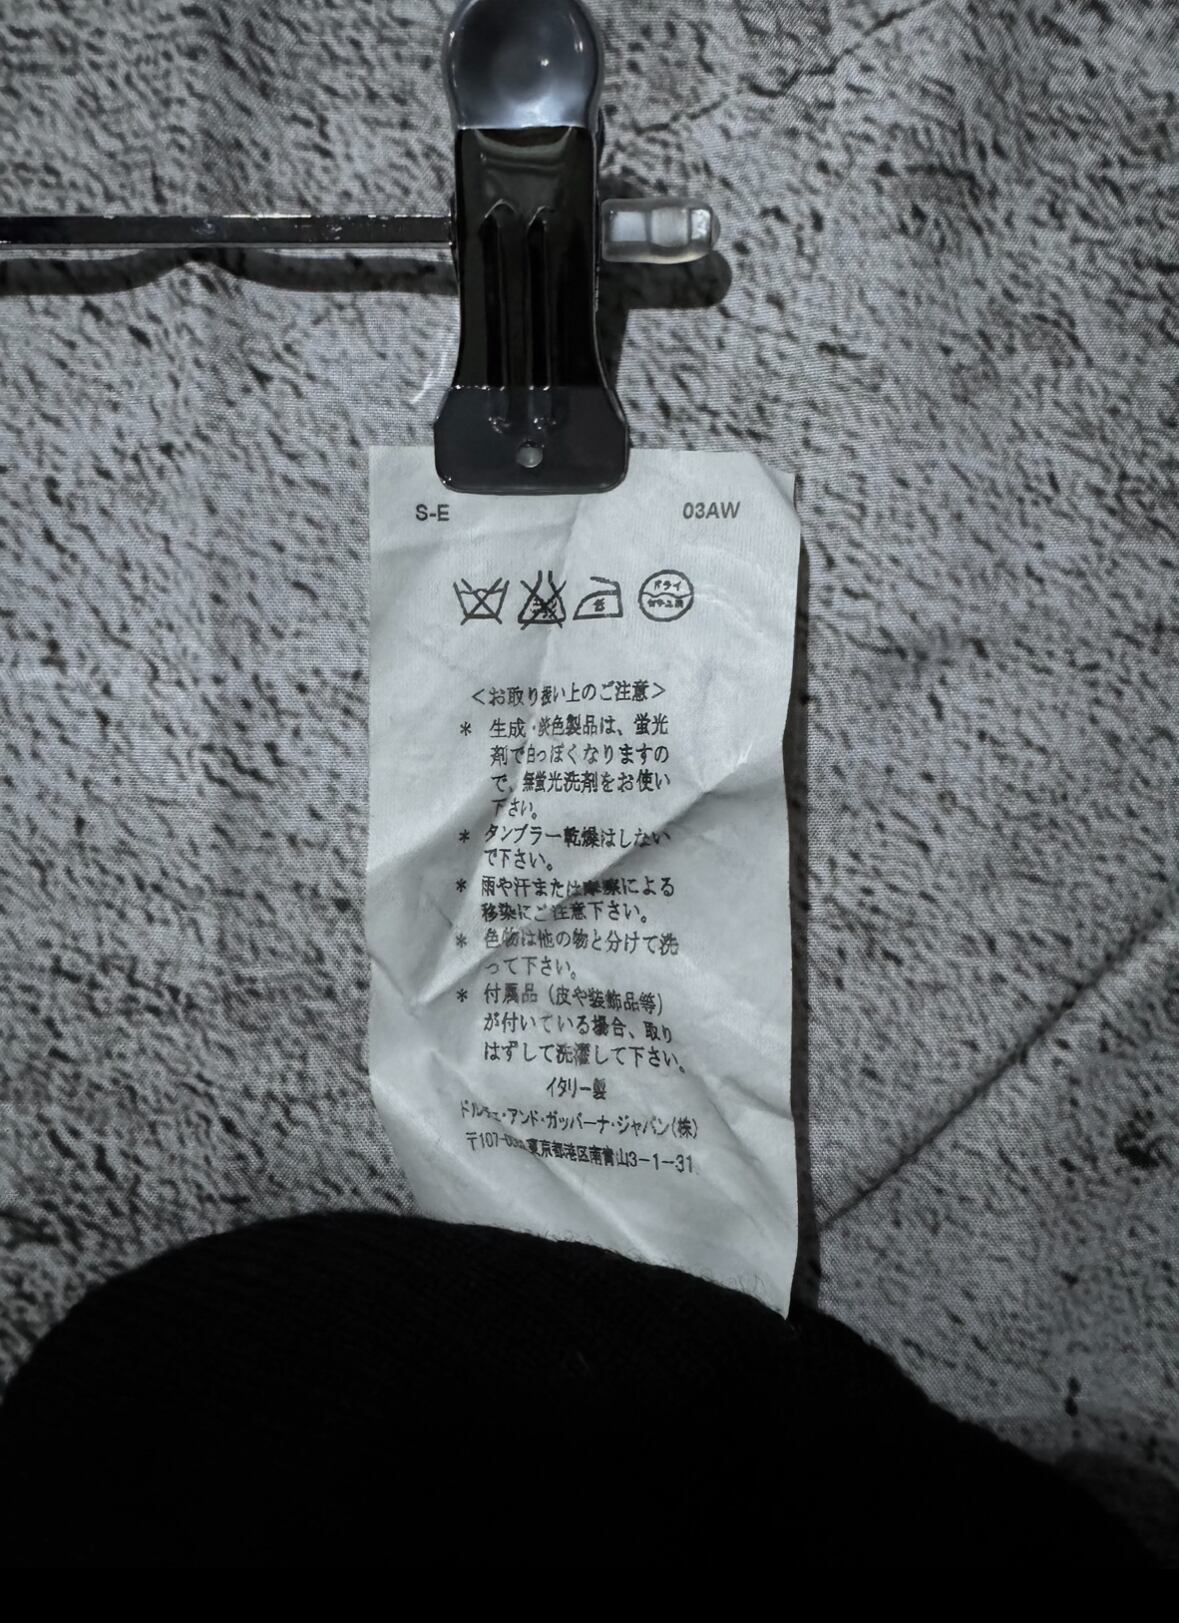 S-E 03AW
ドライ
<お取り扱い上のご注意>
* 生成・淡色製品は、蛍光
剤で白っぽくなりますの
で、無蛍光洗剤をお使い
下さい。
* タンブラー乾燥はしない
で下さい。
* 雨や汗または摩擦による
移染にご注意下さい。
* 色物は他の物と分けて洗
って下さい。
* 付属品(皮や装飾品等)
が付いている場合、取り
はずして洗濯して下さい。
イタリー製
ドルチェ・アンド・ガッバーナ・ジャパン(株)
東京都港区南青山3-1-31